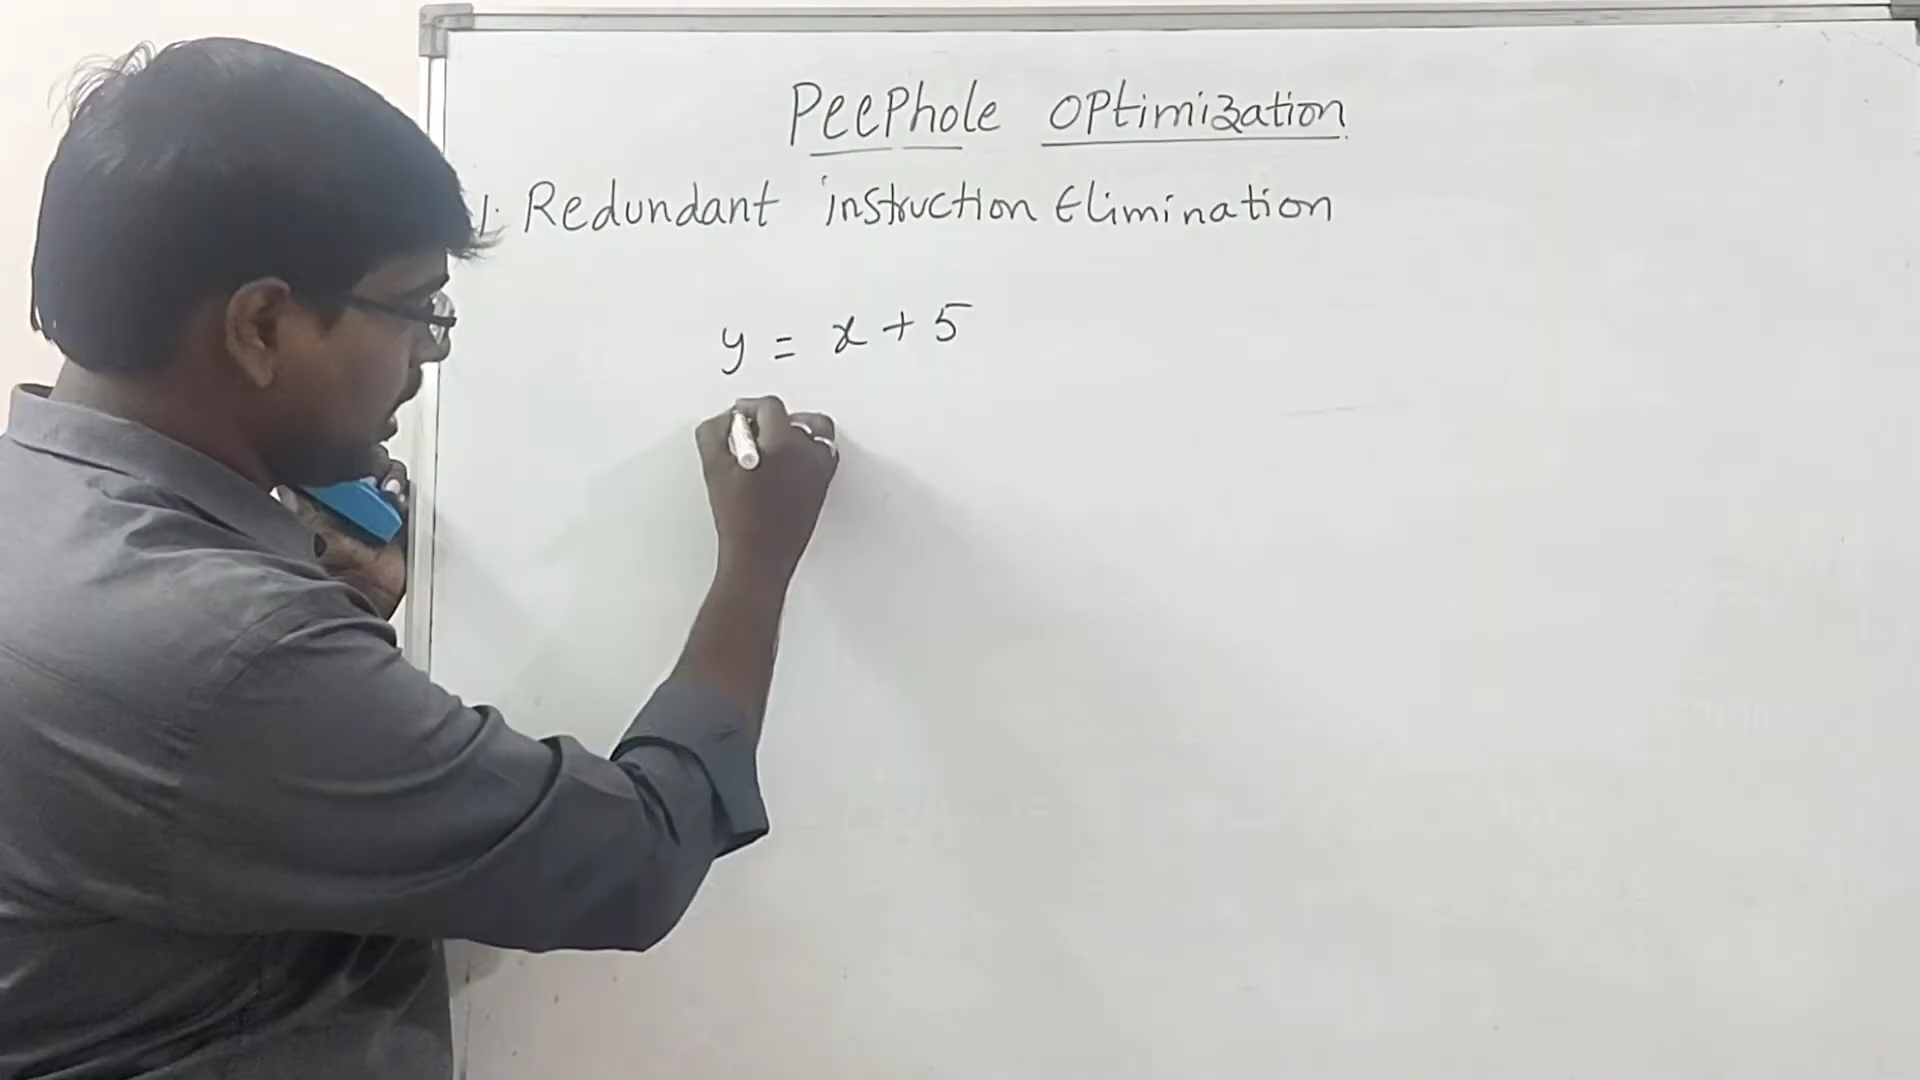 Peephole Optimization
1. Redundant instruction Elimination
y = x + 5